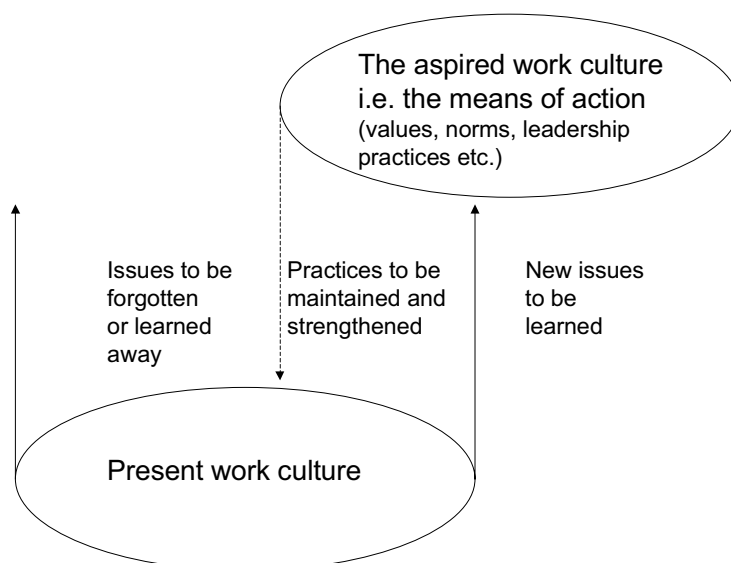 The aspired work culture
i.e. the means of action
(values, norms, leadership
practices etc.)
Issues to be
forgotten
or learned
away
Practices to be
maintained and
strengthened
New issues
to be
learned
Present work culture